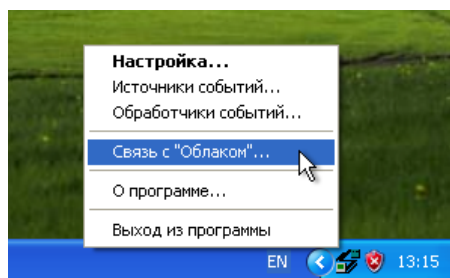 Настройка...
Источники событий...
Обработчики событий...
Связь с "Облаком"...
О программе...
Выход из программы
EN 13:15